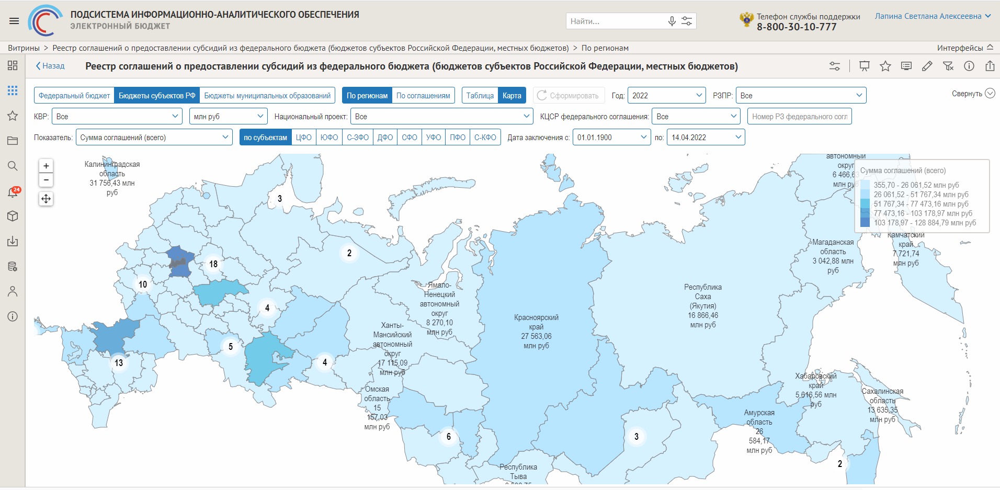 ПОДСИСТЕМА ИНФОРМАЦИОННО-АНАЛИТИЧЕСКОГО ОБЕСПЕЧЕНИЯ
ЭЛЕКТРОННЫЙ БЮДЖЕТ
Найти...
Телефон службы поддержки
8-800-30-10-777
Лапина Светлана Алексеевна
Витрины > Реестр соглашений о предоставлении субсидий из федерального бюджета (бюджетов субъектов Российской Федерации, местных бюджетов) > По регионам
Интерфейсы
Назад
Реестр соглашений о предоставлении субсидий из федерального бюджета (бюджетов субъектов Российской Федерации, местных бюджетов)
Федеральный бюджет Бюджеты субъектов РФ Бюджеты муниципальных образований По регионам По соглашениям Таблица Карта Сформировать Год: 2022 РЗПР: Все Свернуть
КВР: Все млн руб Национальный проект: Все КЦСР федерального соглашения: Все Номер РЗ федерального согл
Показатель: Сумма соглашений (всего) по субъектам ЦФО ЮФО С-ЗФО ДФО СФО УФО ПФО С-КФО Дата заключения с: 01.01.1900 по: 14.04.2022
24
+
−
Калининградская
область
31 756,43 млн
руб
3
2
18
10
4
5
13
4
6
3
2
Ямало-
Ненецкий
автономный
округ
8 270,10
млн руб
Ханты-
Мансийский
автономный
округ
17 115,09
млн руб
Омская
область
15
157,03
млн руб
Красноярский
край
27 563,06
млн руб
Республика
Тыва
Республика
Саха
(Якутия)
16 866,46
млн руб
автономный
округ
6 466,63
млн руб
Магаданская
область
3 042,88 млн
руб
Камчатский
край
7 721,74
млн руб
Хабаровский
край
5 616,56 млн
руб
Сахалинская
область
13 635,35
млн руб
Амурская
область
26
584,17
млн руб
Сумма соглашений (всего)
355,70 - 26 061,52 млн руб
26 061,52 - 51 767,34 млн руб
51 767,34 - 77 473,16 млн руб
77 473,16 - 103 178,97 млн руб
103 178,97 - 128 884,79 млн руб